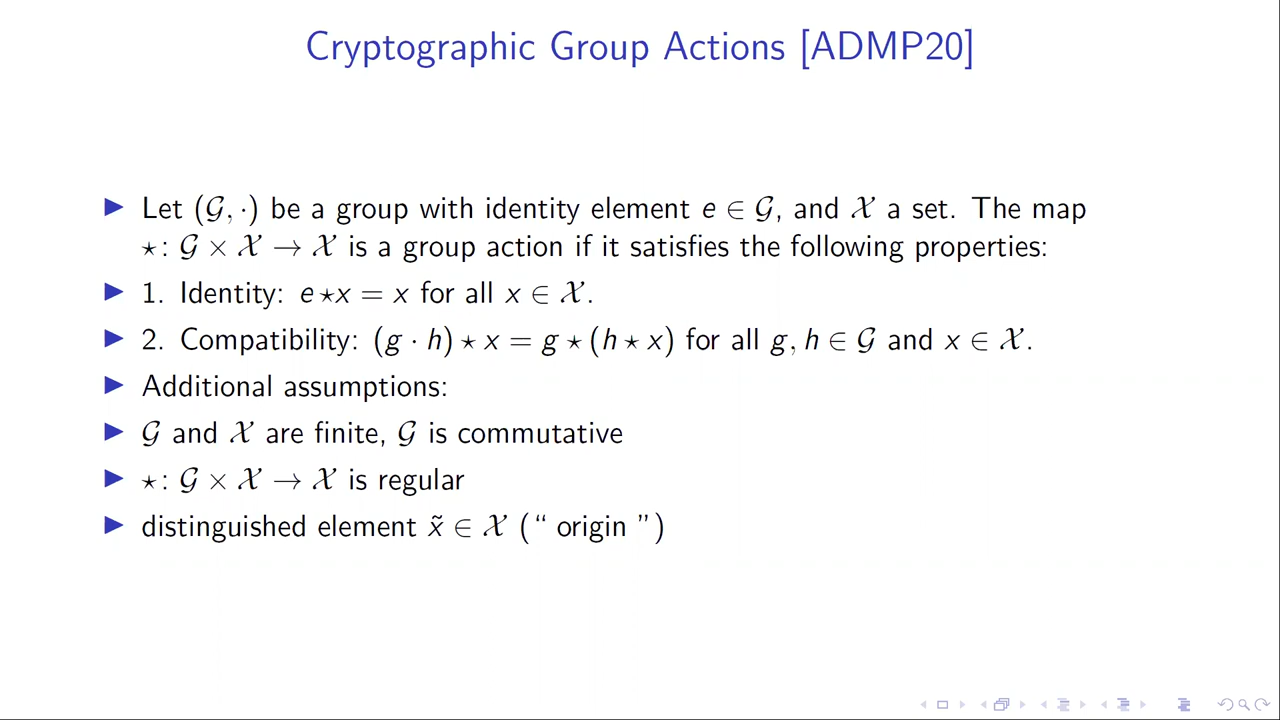 Cryptographic Group Actions [ADMP20]
▶ Let (𝒢, ·) be a group with identity element e ∈ 𝒢, and 𝒳 a set. The map
⋆: 𝒢 × 𝒳 → 𝒳 is a group action if it satisfies the following properties:
▶ 1. Identity: e ⋆ x = x for all x ∈ 𝒳.
▶ 2. Compatibility: (g · h) ⋆ x = g ⋆ (h ⋆ x) for all g, h ∈ 𝒢 and x ∈ 𝒳.
▶ Additional assumptions:
▶ 𝒢 and 𝒳 are finite, 𝒢 is commutative
▶ ⋆: 𝒢 × 𝒳 → 𝒳 is regular
▶ distinguished element x̃ ∈ 𝒳 (“ origin ”)